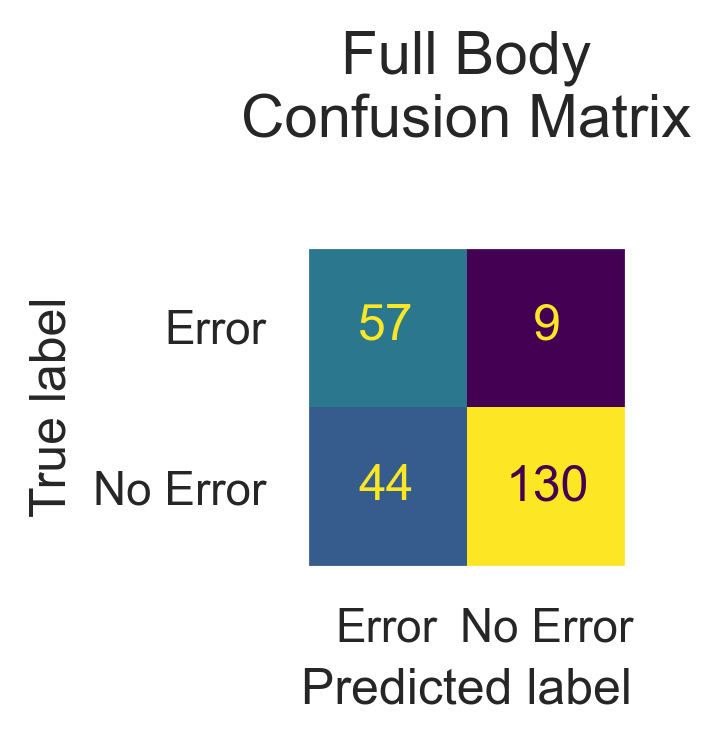 Full Body
Confusion Matrix
True label
Error
57
9
No Error
44
130
Error
No Error
Predicted label